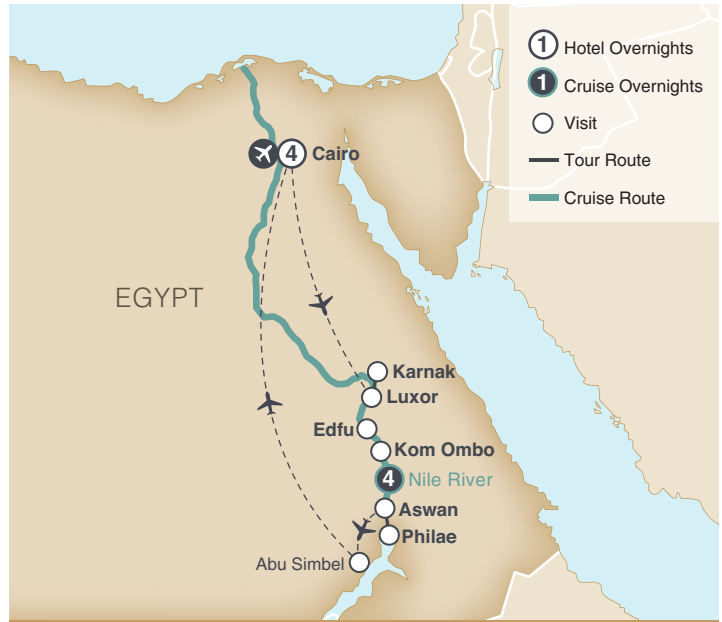 1 Hotel Overnights
1 Cruise Overnights
Visit
Tour Route
Cruise Route
4 Cairo
EGYPT
Karnak
Luxor
Edfu
Kom Ombo
4 Nile River
Aswan
Philae
Abu Simbel